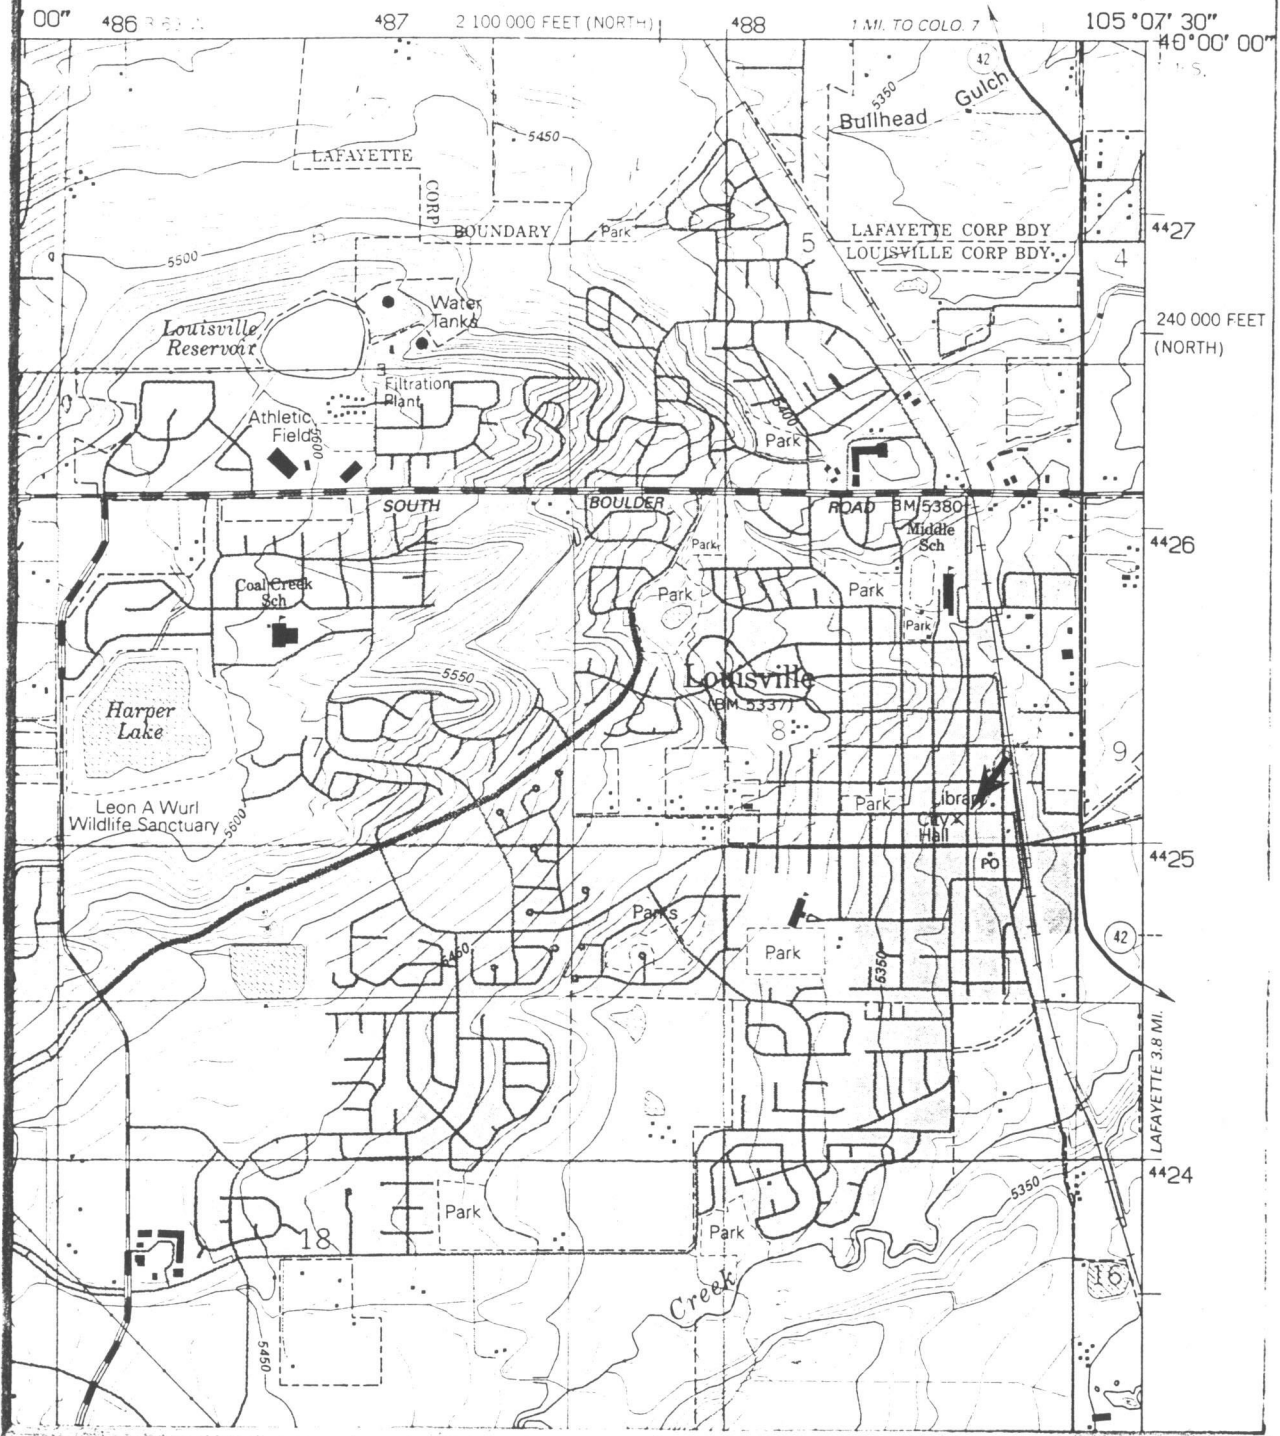 00"
486
487
2 100 000 FEET (NORTH)
488
1 MI. TO COLO. 7
105°07' 30"
40°00' 00"
42
5350
Gulch
Bullhead
5450
LAFAYETTE
CORP
BOUNDARY
Park
5
LAFAYETTE CORP BDY
LOUISVILLE CORP BDY
4427
4
5500
Water
Tanks
Louisville
Reservoir
240 000 FEET
(NORTH)
Filtration
Plant
Athletic
Field
5600
5400
Park
SOUTH
BOULDER
ROAD
BM 5380
Middle
Sch
4426
Park
Coal Creek
Sch
Park
Park
Park
5550
Louisville
(BM 5337)
Harper
Lake
8
9
Leon A Wurl
Wildlife Sanctuary
5600
Park
Library
City
Hall
4425
PO
Parks
Park
42
5450
5350
LAFAYETTE 3.8 MI.
4424
5350
Park
Park
18
Creek
16
5450